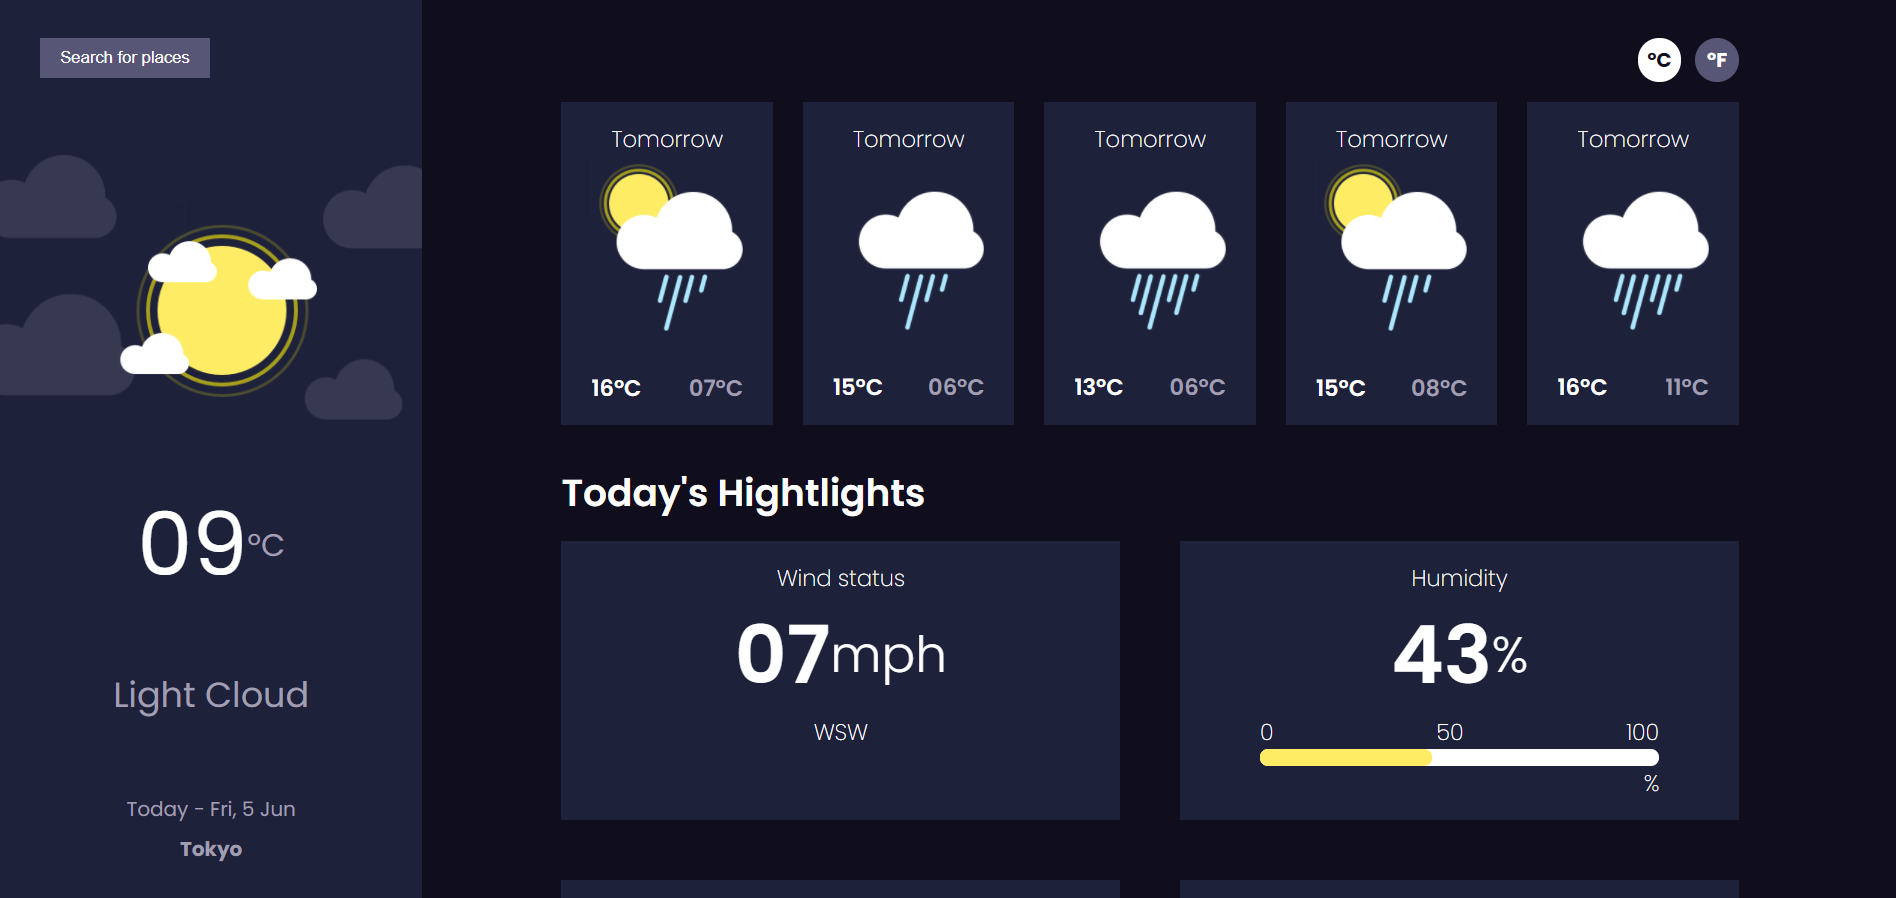 Search for places
09°C
Light Cloud
Today - Fri, 5 Jun
Tokyo
°C °F
Tomorrow
16°C 07°C
Tomorrow
15°C 06°C
Tomorrow
13°C 06°C
Tomorrow
15°C 08°C
Tomorrow
16°C 11°C
Today's Hightlights
Wind status
07mph
WSW
Humidity
43%
0 50 100
%